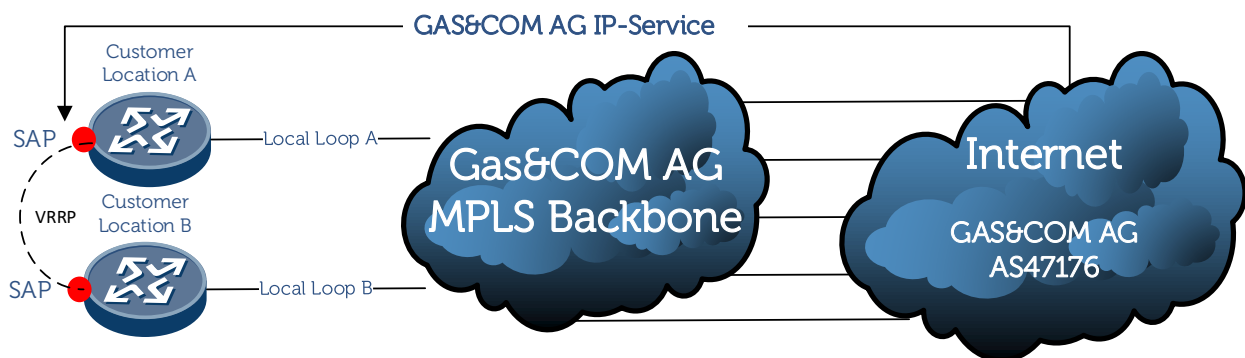 GAS&COM AG IP-Service
Customer
Location A
SAP
Local Loop A
VRRP
Customer
Location B
SAP
Local Loop B
Gas&COM AG
MPLS Backbone
Internet
GAS&COM AG
AS47176